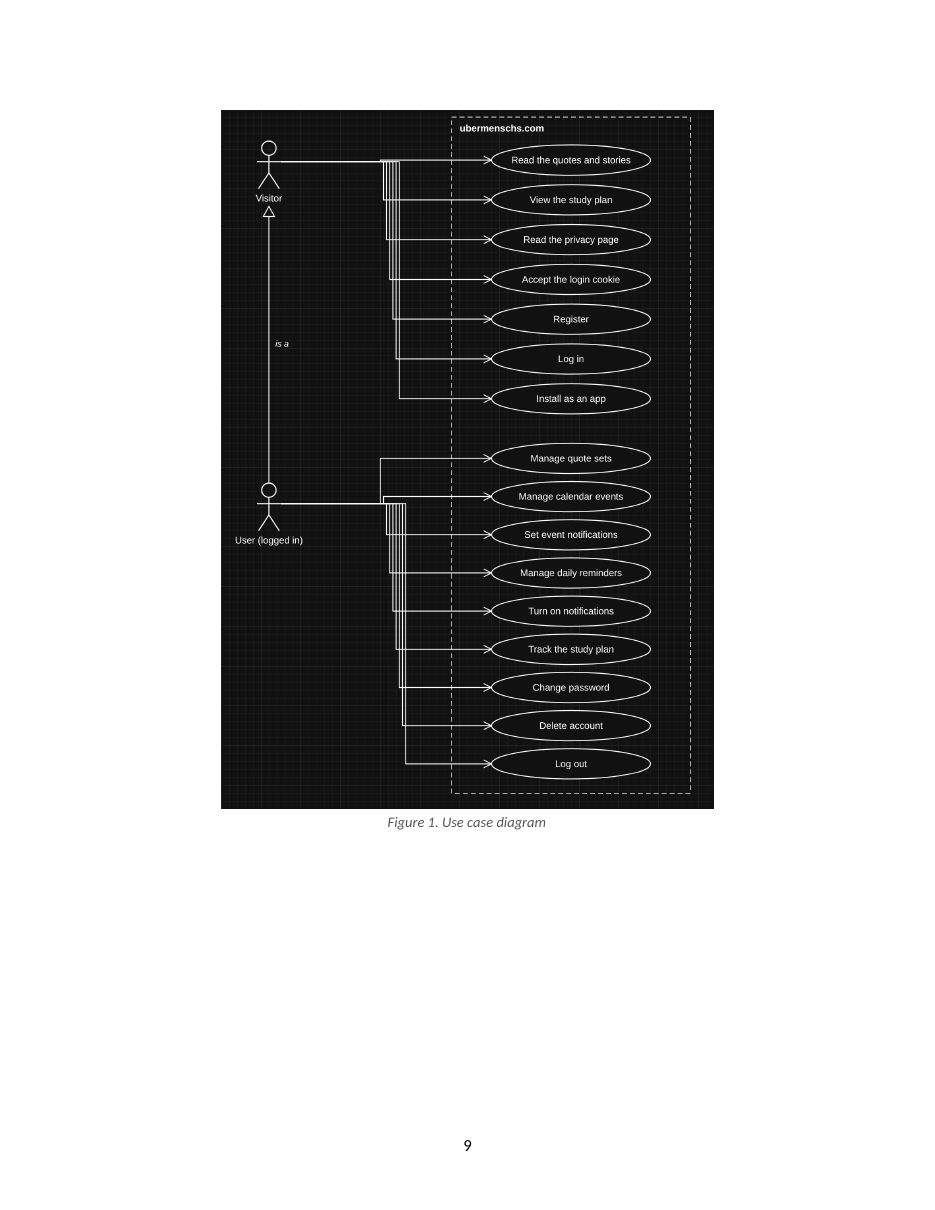 ubermenschs.com
Visitor
Read the quotes and stories
View the study plan
Read the privacy page
Accept the login cookie
Register
is a
Log in
Install as an app
Manage quote sets
Manage calendar events
User (logged in)
Set event notifications
Manage daily reminders
Turn on notifications
Track the study plan
Change password
Delete account
Log out
Figure 1. Use case diagram
9